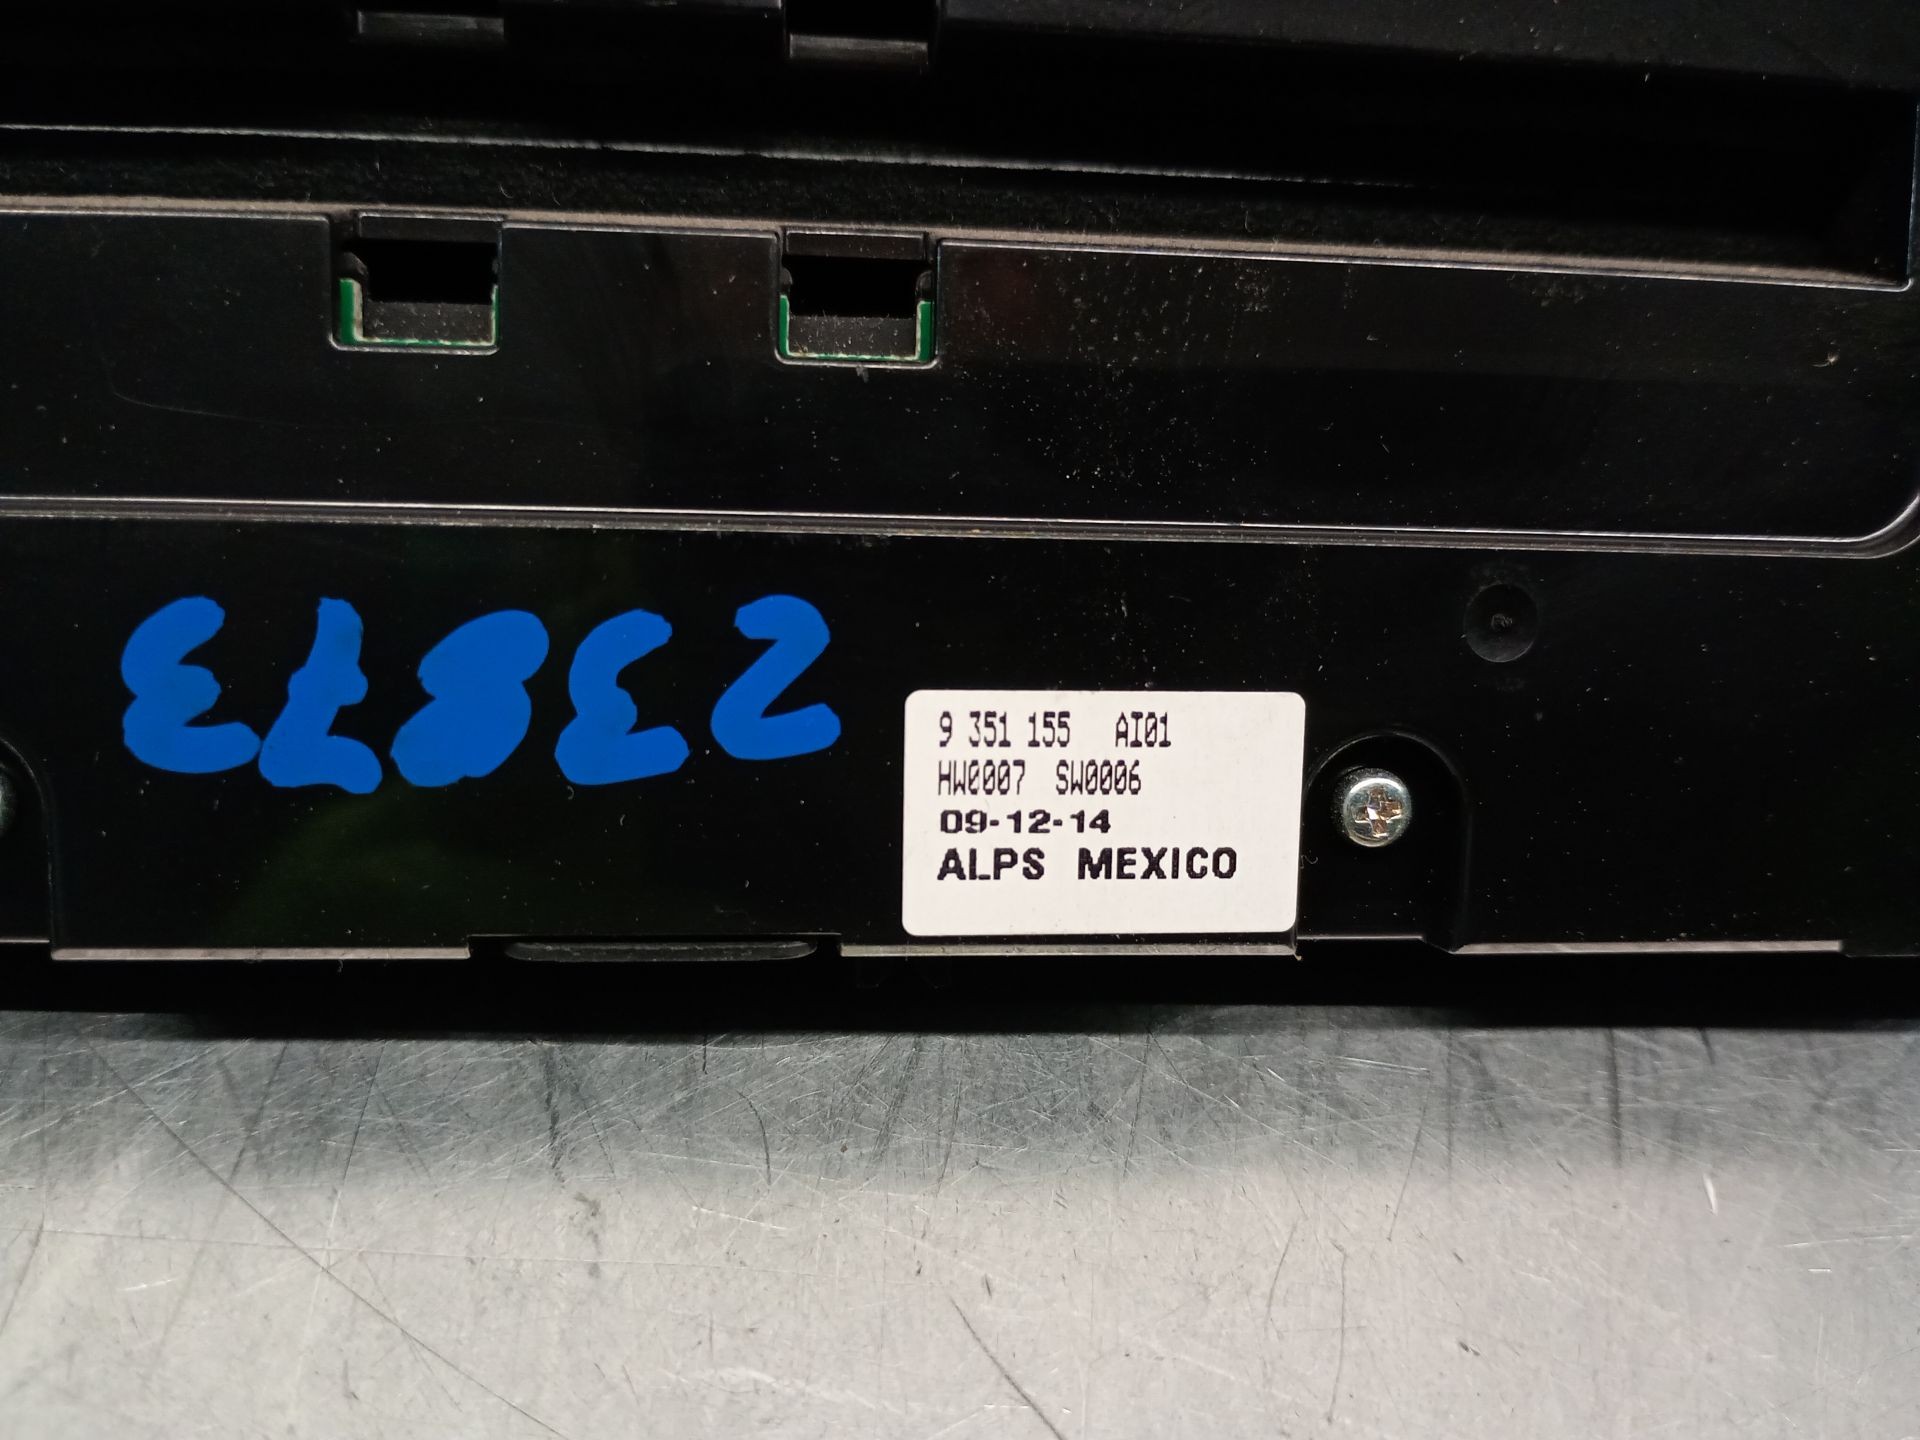 23873
9 351 155 AI01
HW0007 SW0006
09-12-14
ALPS MEXICO